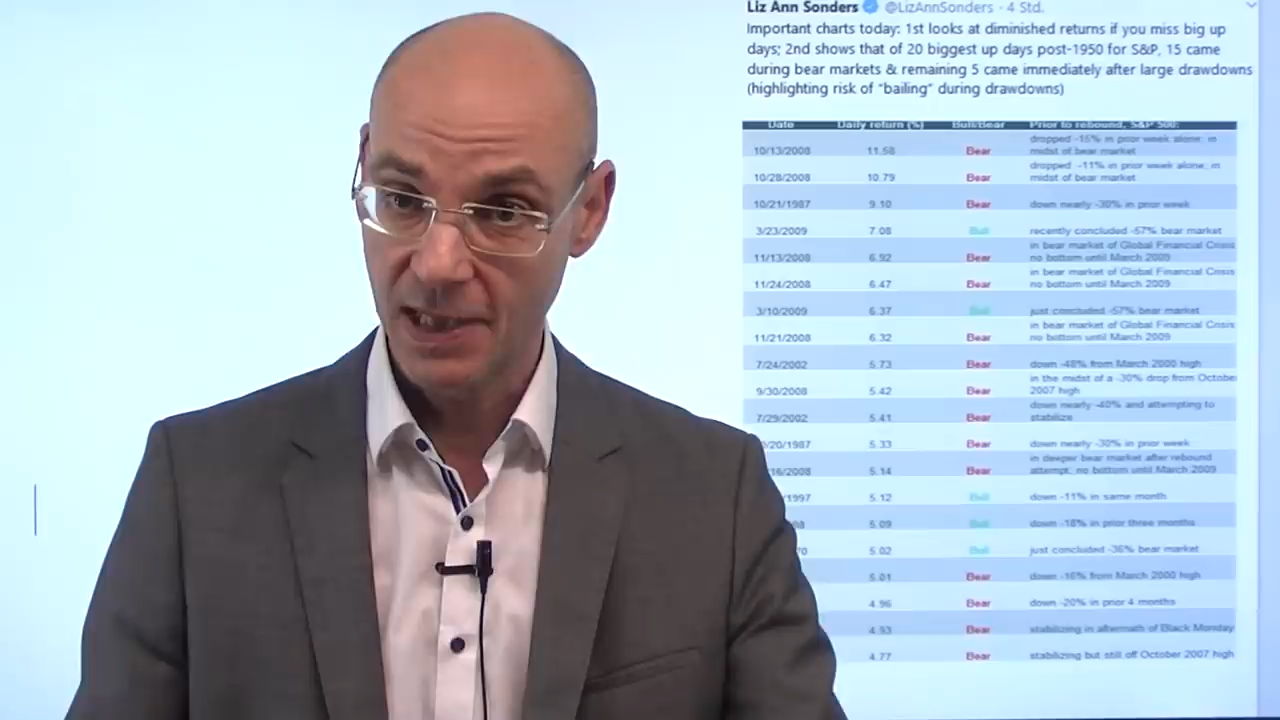 Liz Ann Sonders @LizAnnSonders · 4 Std.
Important charts today: 1st looks at diminished returns if you miss big up
days; 2nd shows that of 20 biggest up days post-1950 for S&P, 15 came
during bear markets & remaining 5 came immediately after large drawdowns
(highlighting risk of "bailing" during drawdowns)
Date Daily return (%) Bull/Bear Prior to rebound, S&P 500:
dropped -15% in prior week alone; in
10/13/2008 11.58 Bear midst of bear market
dropped -11% in prior week alone; in
10/28/2008 10.79 Bear midst of bear market
10/21/1987 9.10 Bear down nearly -30% in prior week
3/23/2009 7.08 Bull recently concluded -57% bear market
in bear market of Global Financial Crisis
11/13/2008 6.92 Bear no bottom until March 2009
in bear market of Global Financial Crisis
11/24/2008 6.47 Bear no bottom until March 2009
3/10/2009 6.37 Bull just concluded -57% bear market
in bear market of Global Financial Crisis
11/21/2008 6.32 Bear no bottom until March 2009
7/24/2002 5.73 Bear down -48% from March 2000 high
in the midst of a -30% drop from October
9/30/2008 5.42 Bear 2007 high
down nearly -40% and attempting to
7/29/2002 5.41 Bear stabilize
0/20/1987 5.33 Bear down nearly -30% in prior week
in deeper bear market after rebound
/16/2008 5.14 Bear attempt, no bottom until March 2009
/1997 5.12 Bull down -11% in same month
5.09 Bull down -18% in prior three months
70 5.02 Bull just concluded -36% bear market
5.01 Bear down -16% from March 2000 high
4.96 Bear down -20% in prior 4 months
4.93 Bear stabilizing in aftermath of Black Monday
4.77 Bear stabilizing but still off October 2007 high